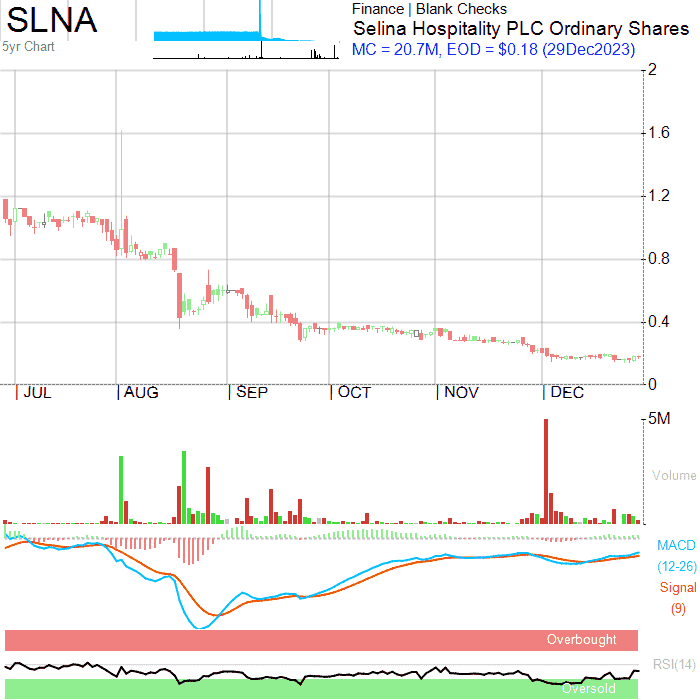 SLNA
5yr Chart
Finance | Blank Checks
Selina Hospitality PLC Ordinary Shares
MC = 20.7M, EOD = $0.18 (29Dec2023)
2
1.6
1.2
0.8
0.4
0
JUL AUG SEP OCT NOV DEC
5M
Volume
MACD
(12-26)
Signal
(9)
Overbought
RSI(14)
Oversold